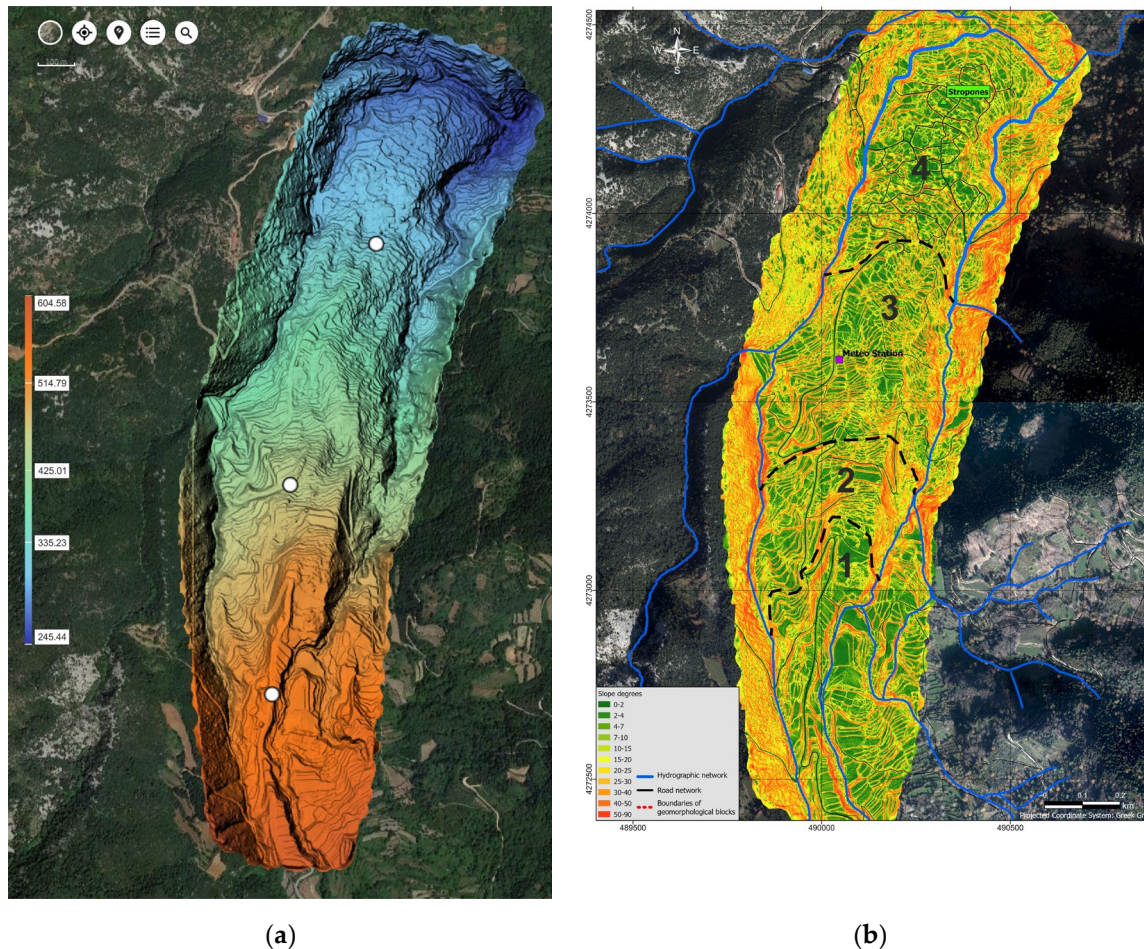 100 m
604.58
514.79
425.01
335.23
245.44
(a)
4274500
4274000
4273500
4273000
4272500
N
W E
S
Stropones
4
3
Meteo Station
2
1
Slope degrees
0-2
2-4
4-7
7-10
10-15
15-20
20-25
25-30
30-40
40-50
50-90
Hydrographic network
Road network
Boundaries of
geomorphological blocks
0 0.1 0.2
km
Projected Coordinate System: Greek Gr
489500
490000
490500
(b)